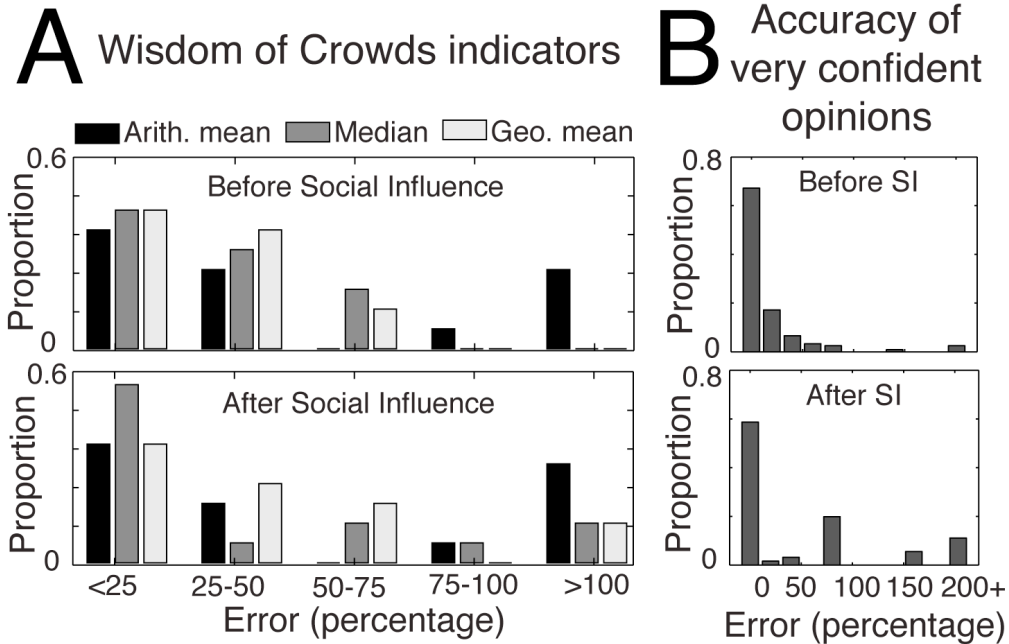 A Wisdom of Crowds indicators
Arith. mean Median Geo. mean
0.6
Before Social Influence
Proportion
0
0.6
After Social Influence
Proportion
0
<25 25-50 50-75 75-100 >100
Error (percentage)
B Accuracy of
very confident
opinions
0.8
Before SI
Proportion
0
0.8
After SI
Proportion
0
0 50 100 150 200+
Error (percentage)